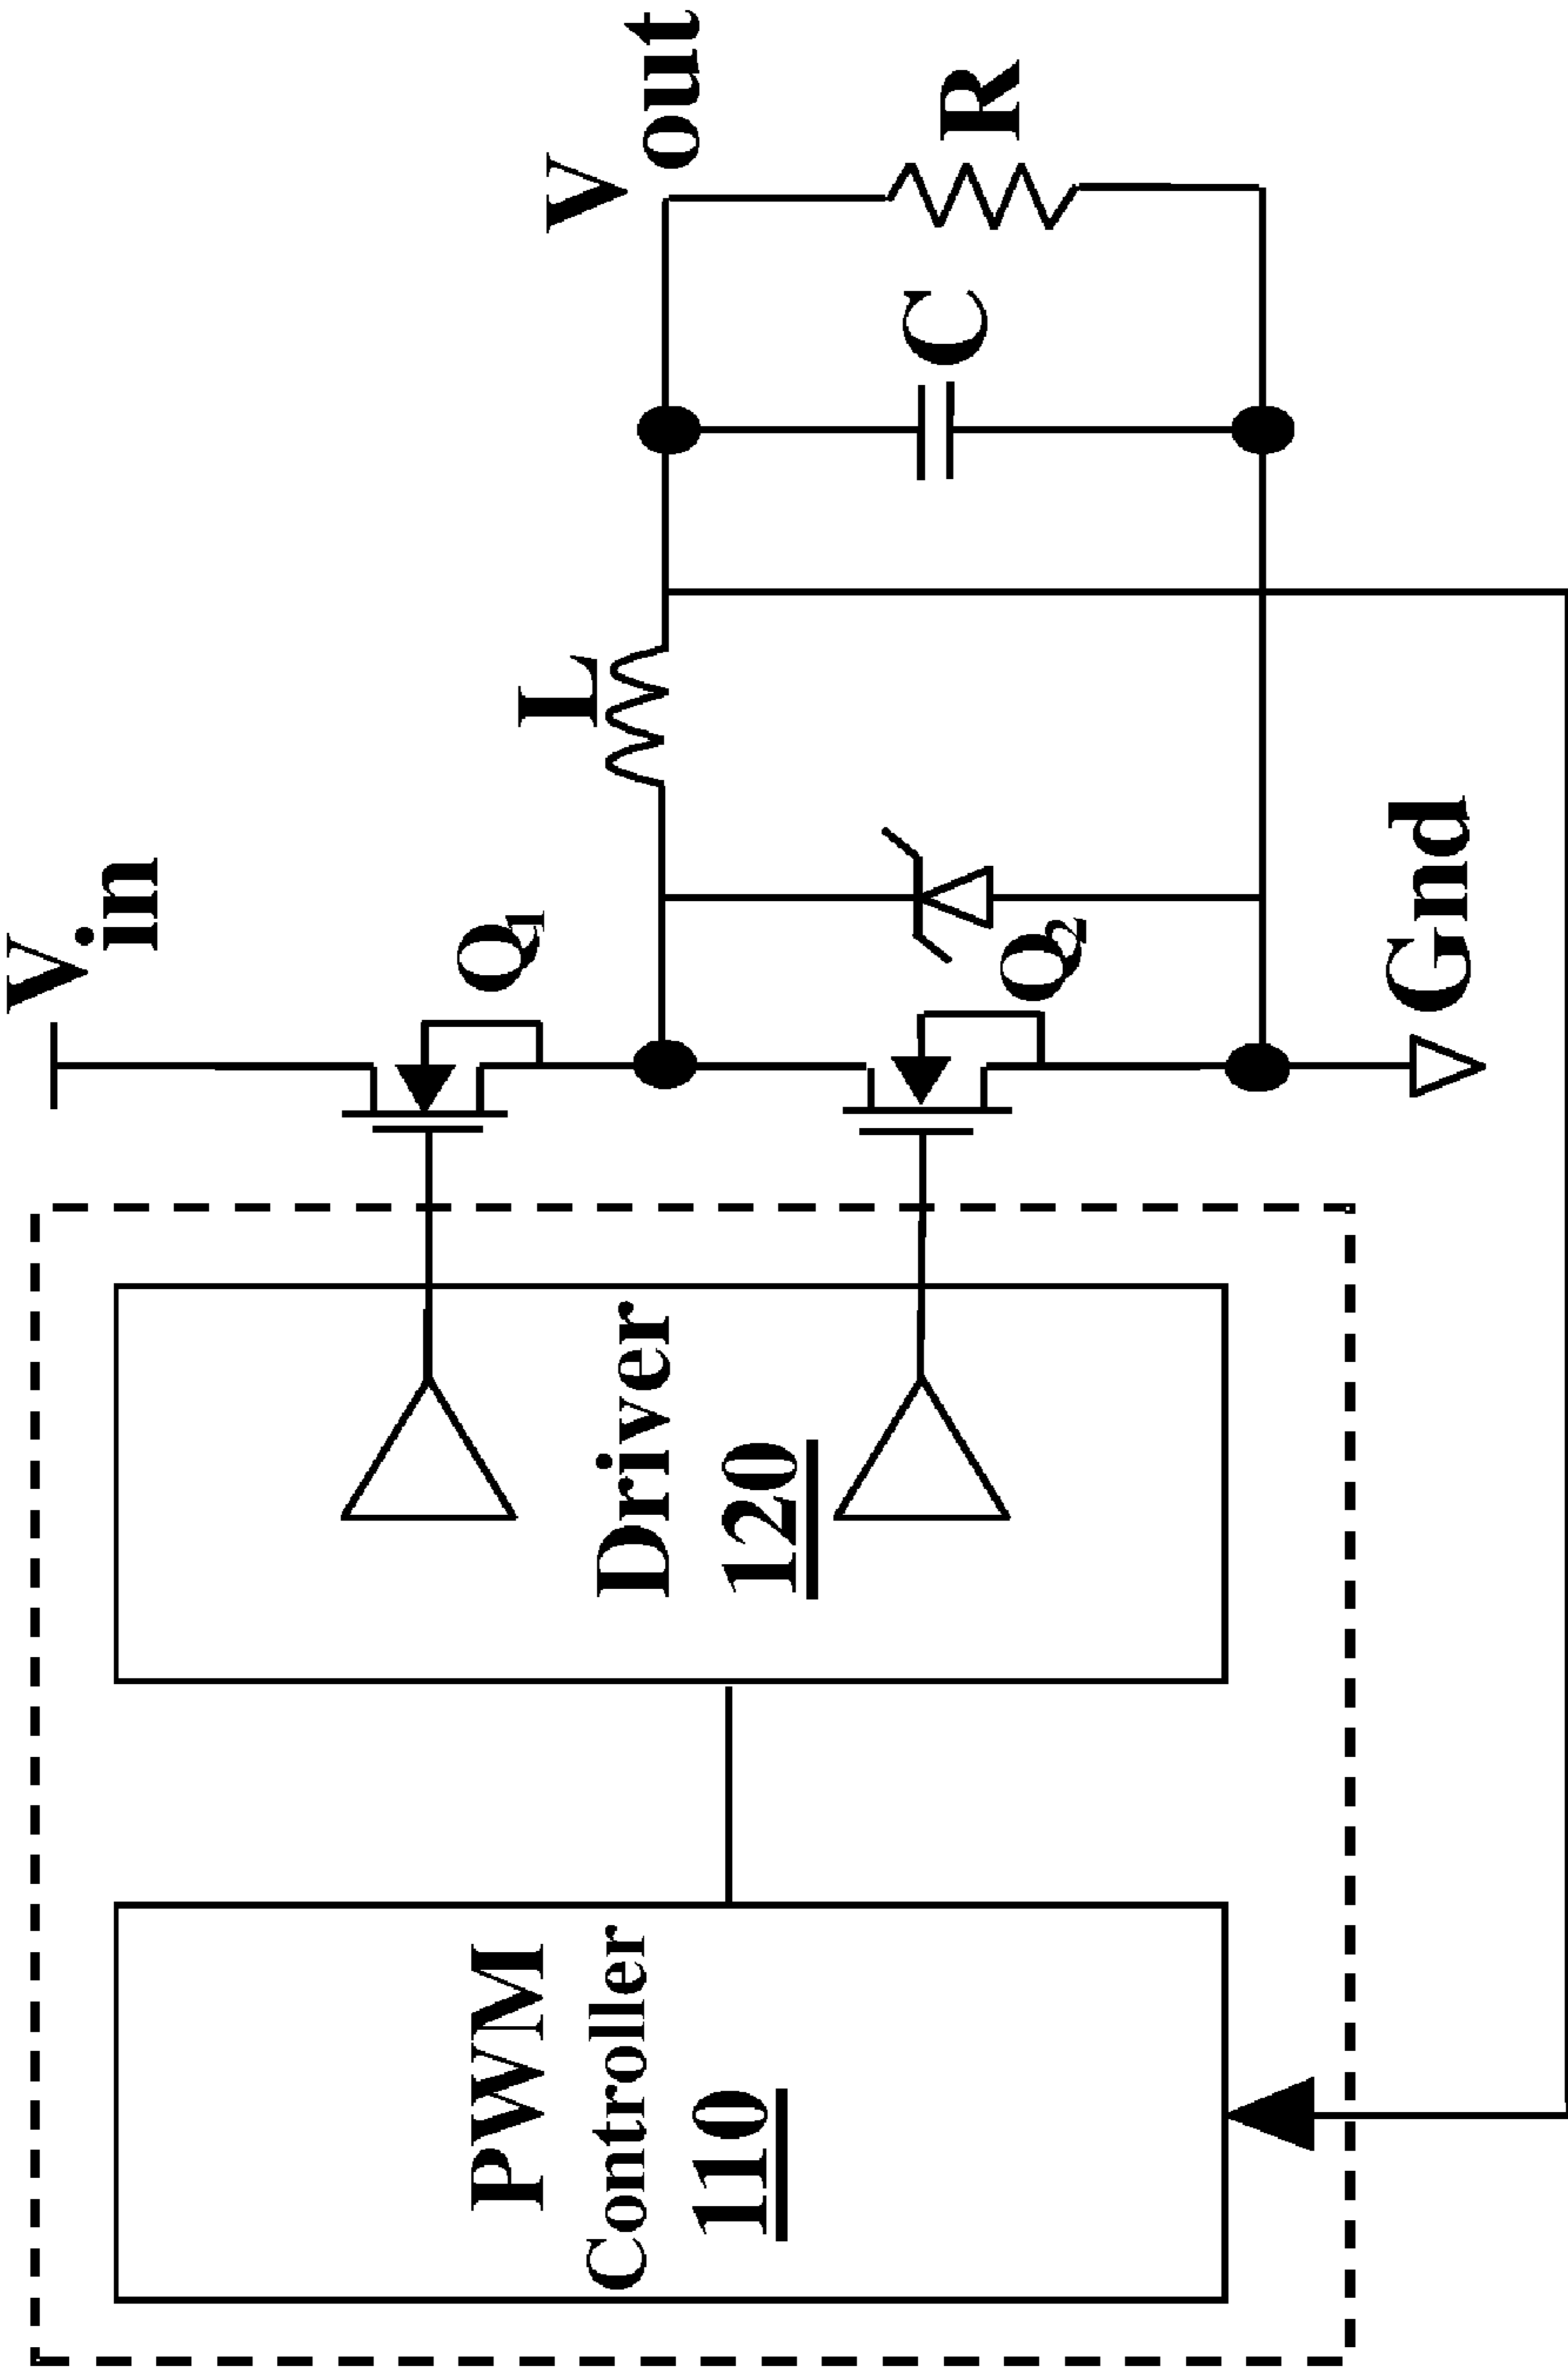 PWM
Controller
110
Driver
120
Vin
Q1
Q2
Gnd
L
C
Vout
R